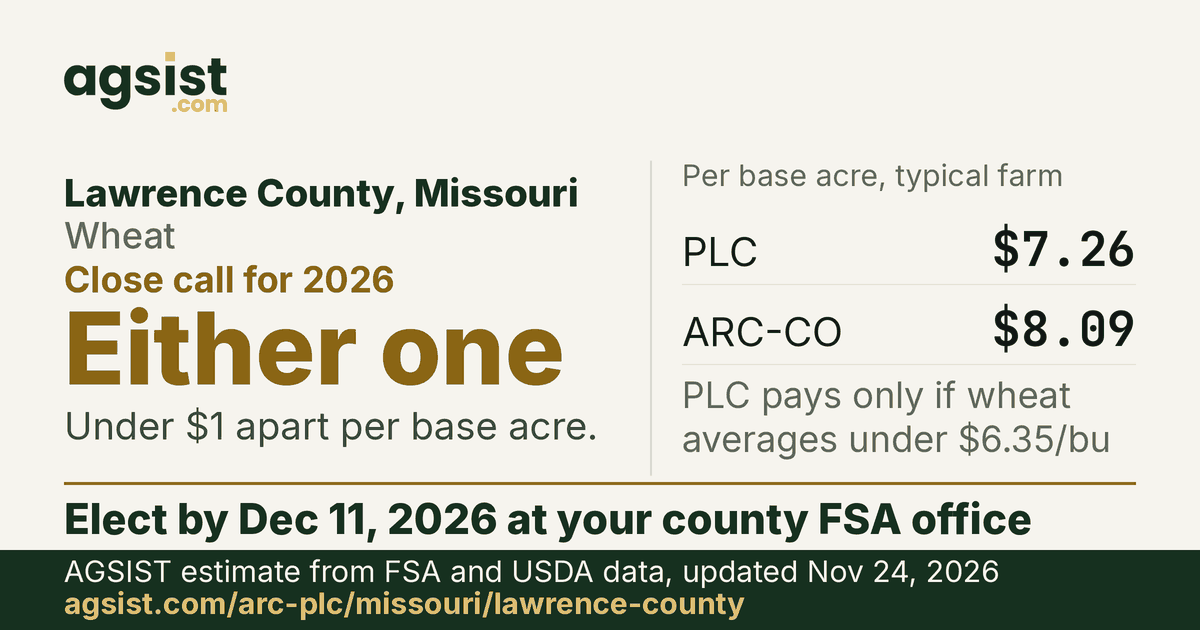 agsist
.com
Lawrence County, Missouri
Wheat
Close call for 2026
Either one
Under $1 apart per base acre.
Per base acre, typical farm
PLC $7.26
ARC-CO $8.09
PLC pays only if wheat
averages under $6.35/bu
Elect by Dec 11, 2026 at your county FSA office
AGSIST estimate from FSA and USDA data, updated Nov 24, 2026
agsist.com/arc-plc/missouri/lawrence-county